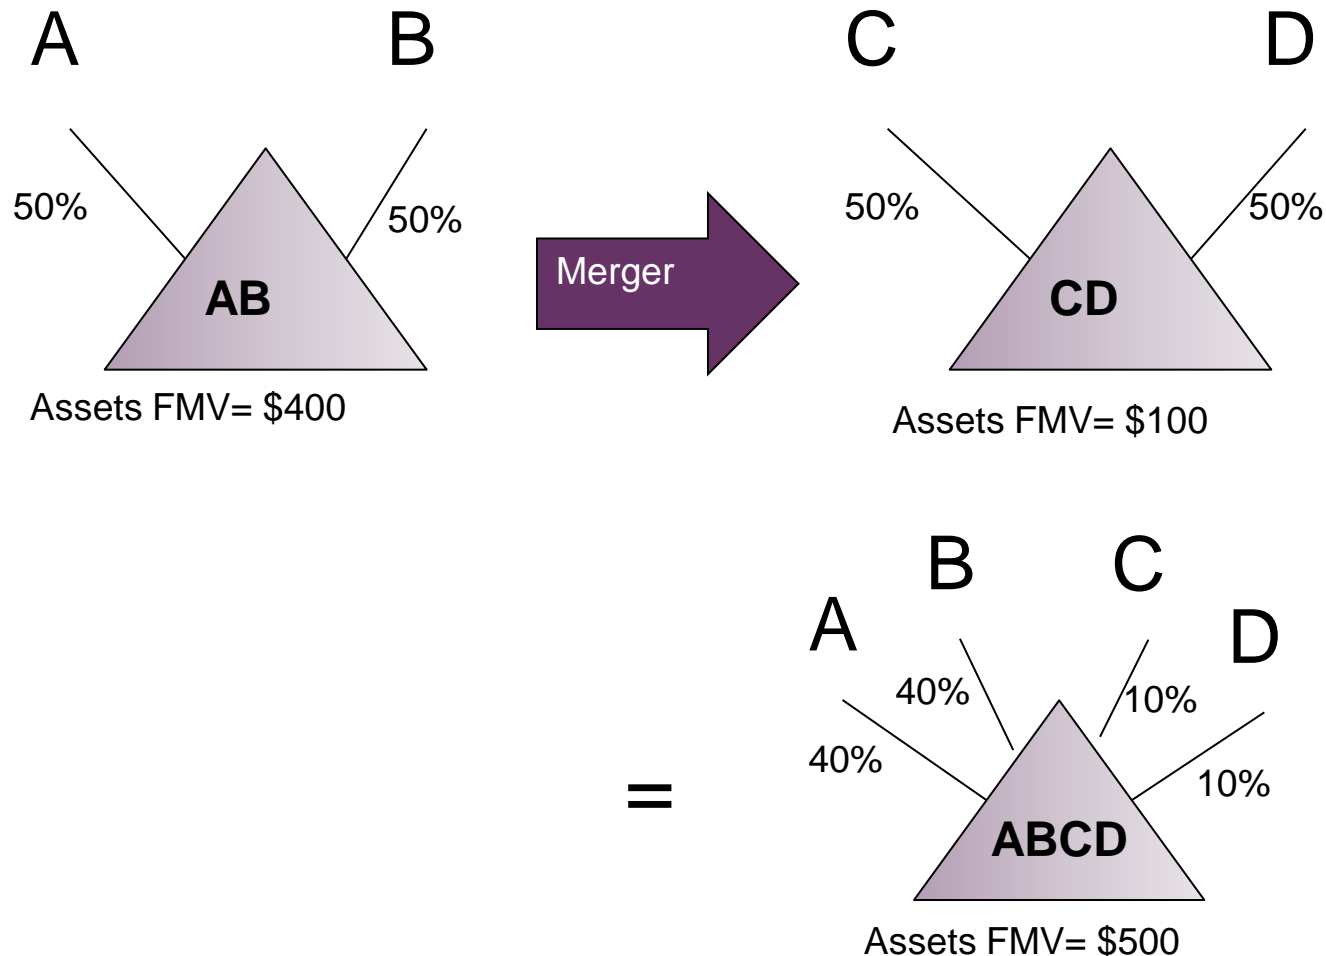 A
B
C
D
50%
50%
50%
50%
Merger
AB
CD
Assets FMV= $400
Assets FMV= $100
B
C
A
D
40%
10%
40%
10%
=
ABCD
Assets FMV= $500